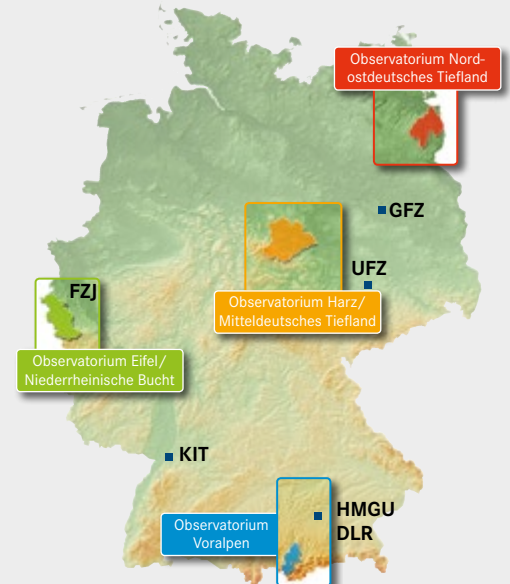 Observatorium Nord-
ostdeutsches Tiefland
GFZ
UFZ
FZJ
Observatorium Harz/
Mitteldeutsches Tiefland
Observatorium Eifel/
Niederrheinische Bucht
KIT
HMGU
DLR
Observatorium
Voralpen